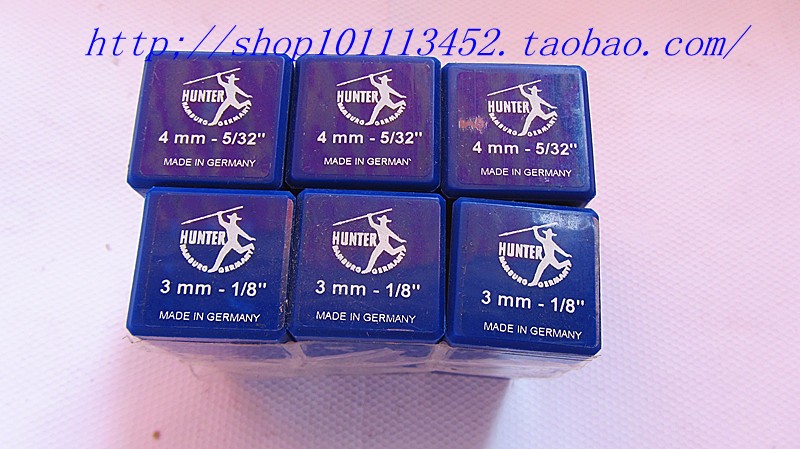 http://shop101113452.taobao.com/
HUNTER
HAMBURG GERMANY
4 mm - 5/32"
MADE IN GERMANY
HUNTER
HAMBURG GERMANY
4 mm - 5/32"
MADE IN GERMANY
HUNTER
HAMBURG GERMANY
4 mm - 5/32"
MADE IN GERMANY
HUNTER
HAMBURG GERMANY
3 mm - 1/8"
MADE IN GERMANY
HUNTER
HAMBURG GERMANY
3 mm - 1/8"
MADE IN GERMANY
HUNTER
HAMBURG GERMANY
3 mm - 1/8"
MADE IN GERMANY